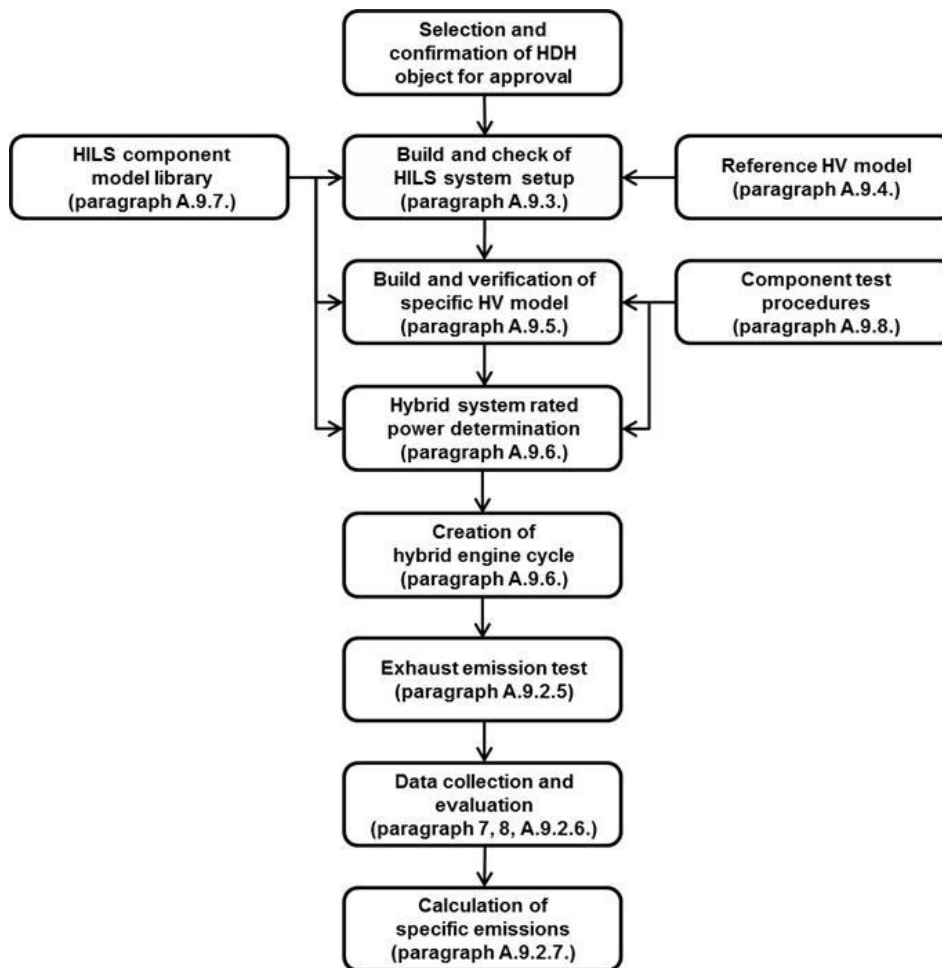 Selection and
confirmation of HDH
object for approval
HILS component
model library
(paragraph A.9.7.)
Build and check of
HILS system setup
(paragraph A.9.3.)
Reference HV model
(paragraph A.9.4.)
Build and verification of
specific HV model
(paragraph A.9.5.)
Component test
procedures
(paragraph A.9.8.)
Hybrid system rated
power determination
(paragraph A.9.6.)
Creation of
hybrid engine cycle
(paragraph A.9.6.)
Exhaust emission test
(paragraph A.9.2.5)
Data collection and
evaluation
(paragraph 7, 8, A.9.2.6.)
Calculation of
specific emissions
(paragraph A.9.2.7.)